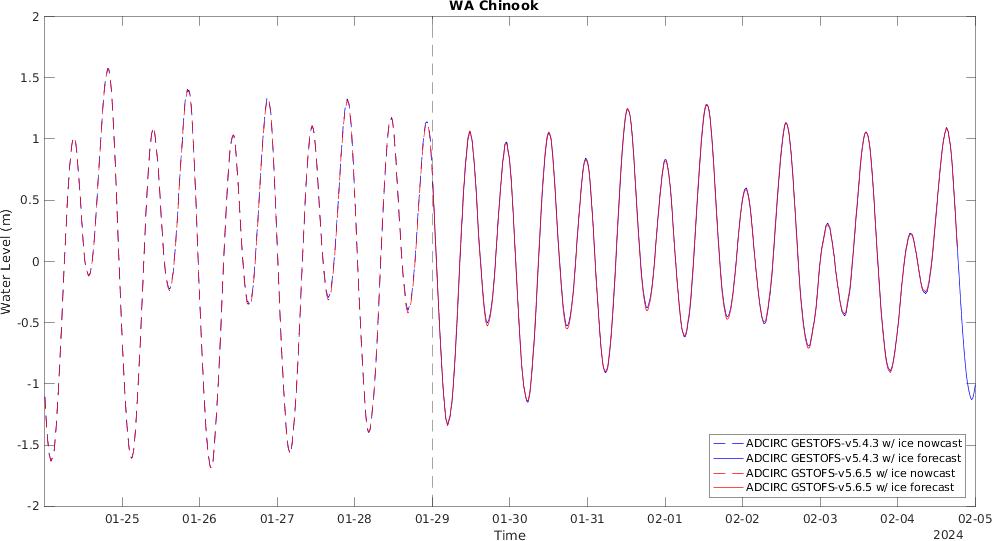 WA Chinook
2
1.5
1
0.5
0
-0.5
-1
-1.5
-2
Water Level (m)
ADCIRC GESTOFS-v5.4.3 w/ ice nowcast
ADCIRC GESTOFS-v5.4.3 w/ ice forecast
ADCIRC GSTOFS-v5.6.5 w/ ice nowcast
ADCIRC GSTOFS-v5.6.5 w/ ice forecast
01-25 01-26 01-27 01-28 01-29 01-30 01-31 02-01 02-02 02-03 02-04 02-05
Time
2024